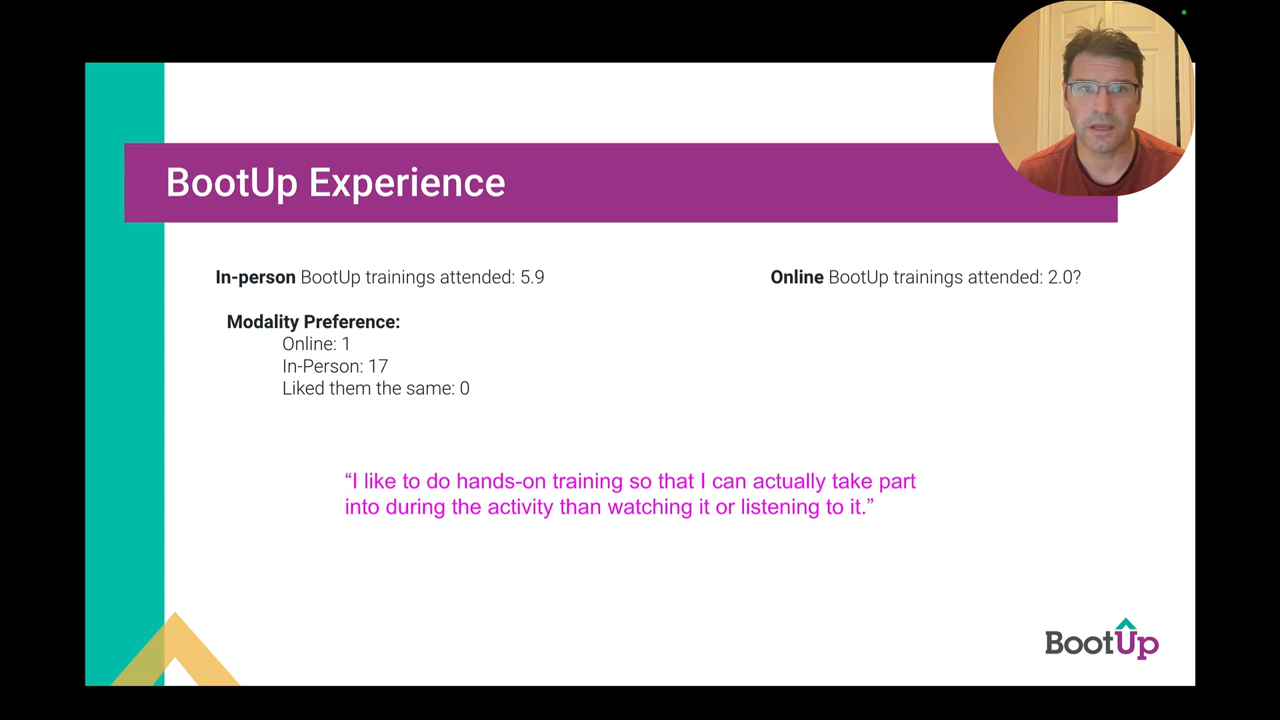 BootUp Experience
In-person BootUp trainings attended: 5.9
Online BootUp trainings attended: 2.0?
Modality Preference:
Online: 1
In-Person: 17
Liked them the same: 0
“I like to do hands-on training so that I can actually take part
into during the activity than watching it or listening to it.”
BootUp